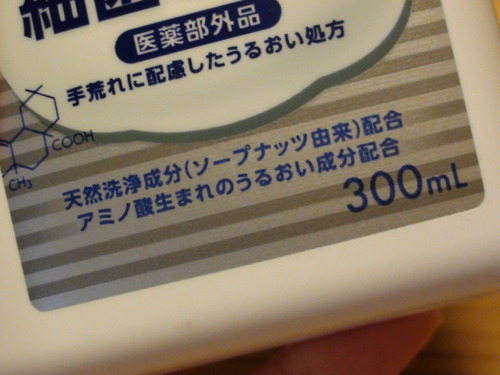 細菌
医薬部外品
手荒れに配慮したうるおい処方
COOH
CH3
天然洗浄成分(ソープナッツ由来)配合
アミノ酸生まれのうるおい成分配合
300mL